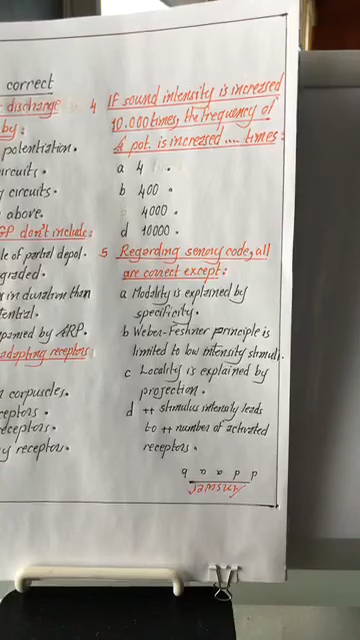 correct
discharge
by:
potentiation.
circuits.
circuits.
above.
GP don't include:
le of partial depol.
graded.
in duration than
tential.
panied by ARP.
adapting receptors
corpuscles.
ceptors.
receptors.
y receptors.
4 IF sound intensity is increased
10.000 times, the frequency of
pot. is increased .... times:
a 4
b 400.
4000.
d 10000.
5 Regarding sensory code, all
are correct except:
a Modality is explained by
specificity.
b Weber-Feshner principle is
limited to low intensity stimuli.
c Locality is explained by
projection.
d ++ stimulus intensity leads
to ++ number of activated
receptors.
Answer
d d a a b